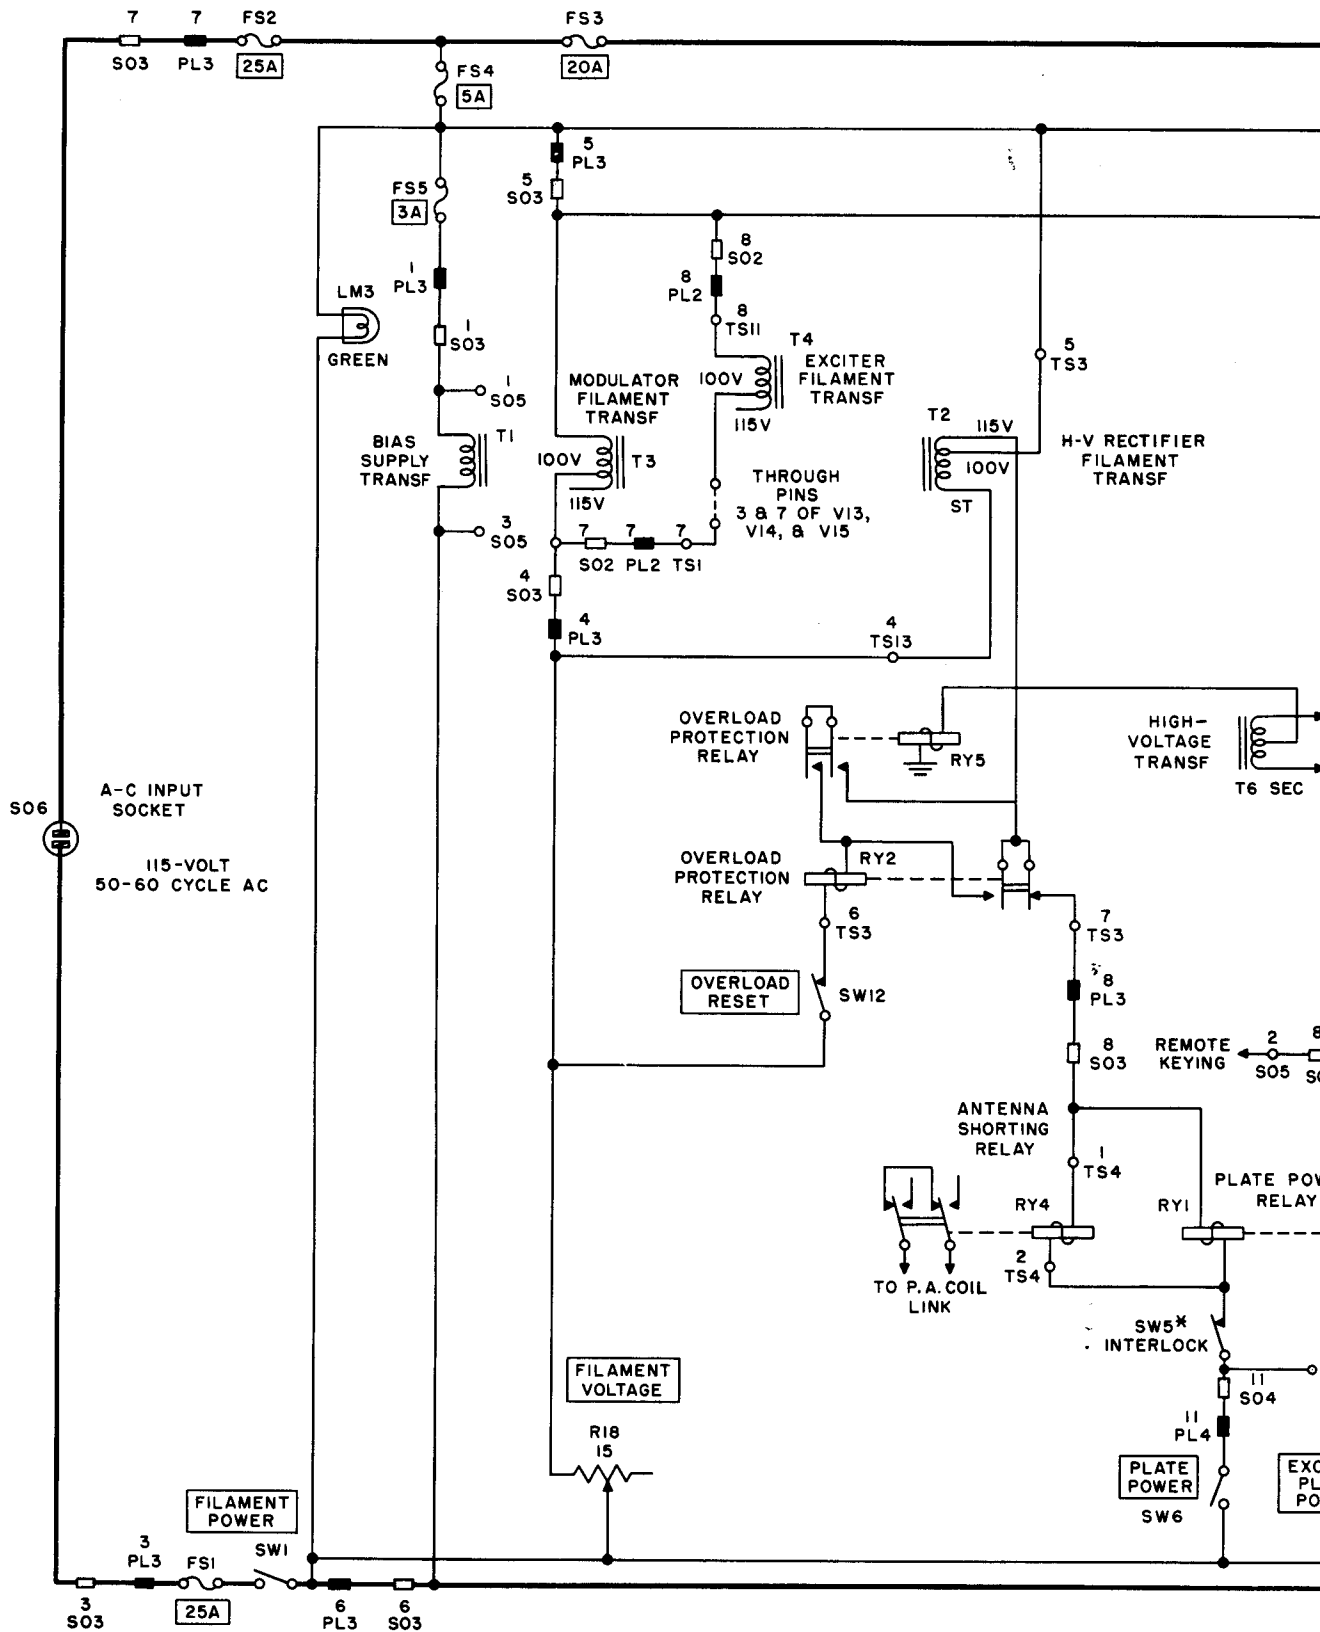 7
7
FS2
FS3
SO3
PL3
25A
20A
FS4
5A
5
PL3
5
SO3
FS5
3A
8
SO2
1
PL3
8
PL2
8
TS11
LM3
GREEN
1
SO3
T4
EXCITER
FILAMENT
TRANSF
100V
115V
5
TS3
1
SO5
MODULATOR
FILAMENT
TRANSF
T1
BIAS
SUPPLY
TRANSF
100V
T3
115V
T2
115V
100V
ST
H-V RECTIFIER
FILAMENT
TRANSF
THROUGH
PINS
3 & 7 OF V13,
V14, & V15
3
SO5
7
7
7
SO2
PL2
TS1
4
SO3
4
PL3
4
TS13
OVERLOAD
PROTECTION
RELAY
RY5
HIGH-
VOLTAGE
TRANSF
T6 SEC
A-C INPUT
SOCKET
SO6
115-VOLT
50-60 CYCLE AC
OVERLOAD
PROTECTION
RELAY
RY2
6
TS3
7
TS3
OVERLOAD
RESET
SW12
8
PL3
8
SO3
REMOTE
KEYING
2
SO5
8
ANTENNA
SHORTING
RELAY
1
TS4
RY4
RY1
PLATE POW
RELAY
2
TS4
TO P.A. COIL
LINK
SW5*
INTERLOCK
FILAMENT
VOLTAGE
11
SO4
11
PL4
R18
15
PLATE
POWER
SW6
EXC
PL
PO
FILAMENT
POWER
3
PL3
FS1
SW1
3
SO3
25A
6
PL3
6
SO3